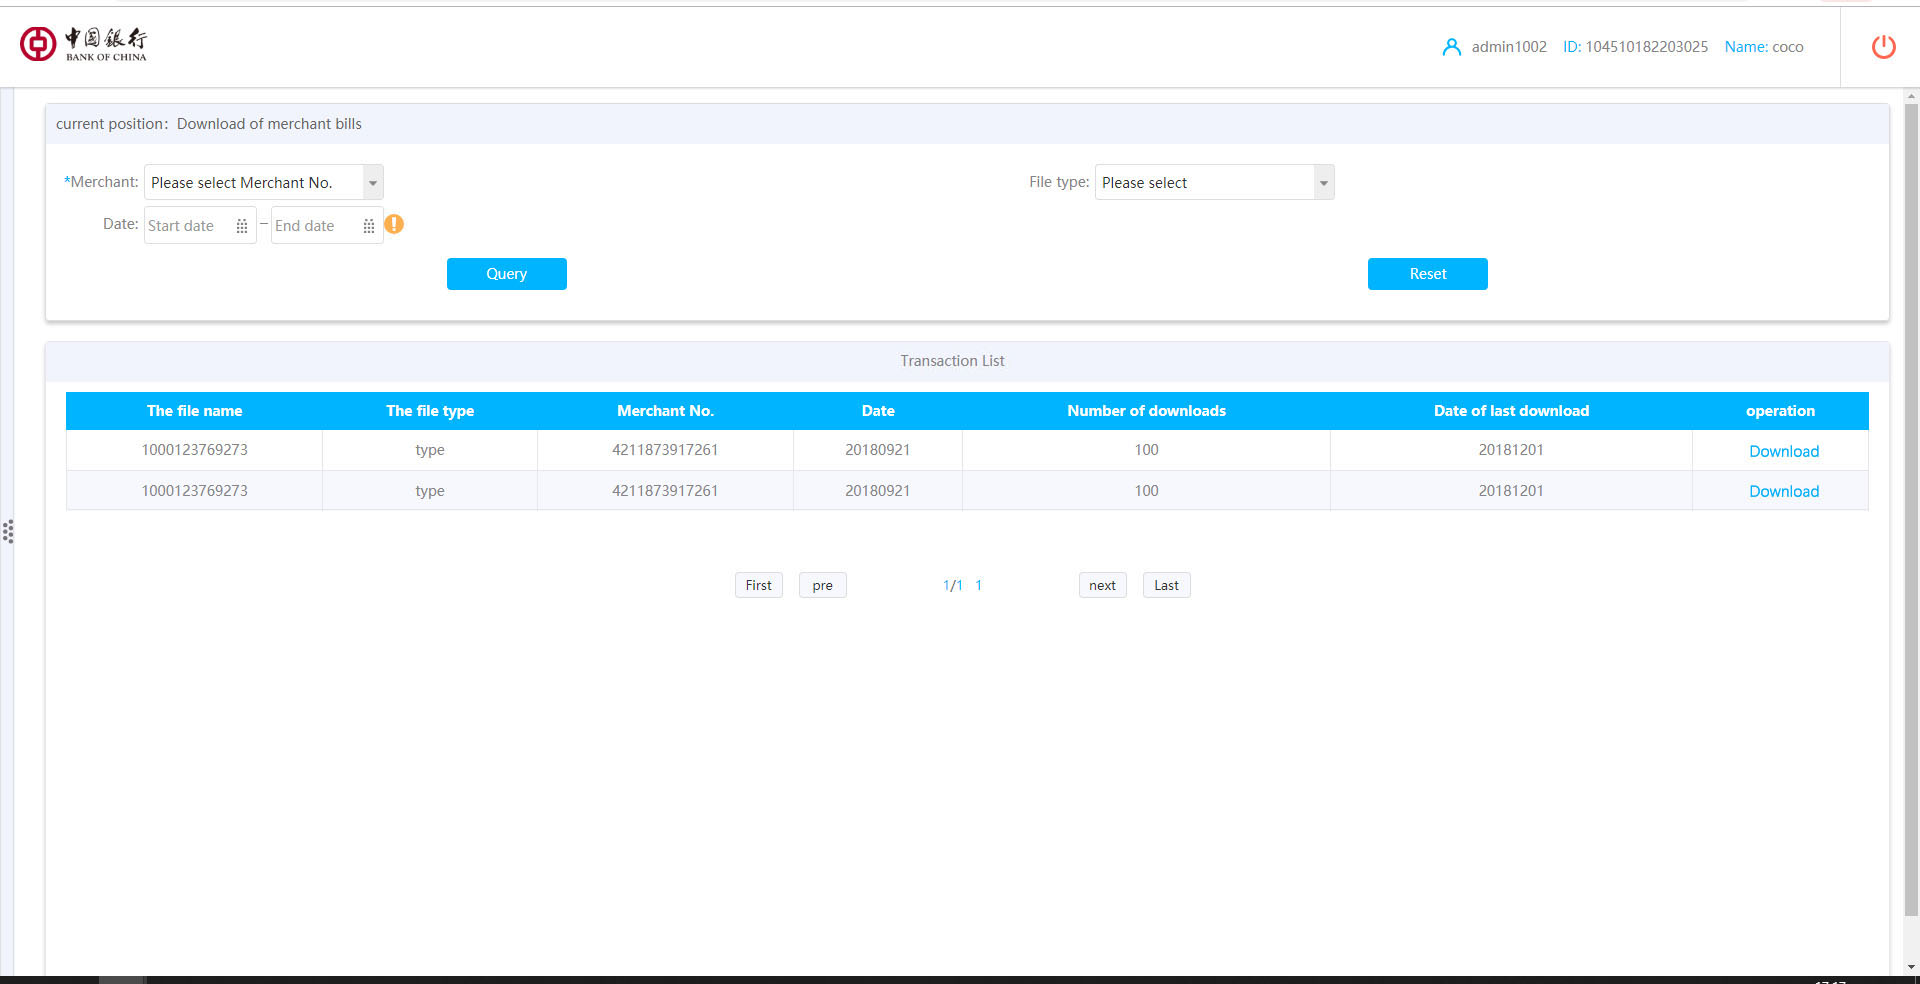 中国銀行
BANK OF CHINA
admin1002 ID: 104510182203025 Name: coco
current position: Download of merchant bills
*Merchant: Please select Merchant No. File type: Please select
Date: Start date – End date
Query Reset
Transaction List
The file name The file type Merchant No. Date Number of downloads Date of last download operation
1000123769273 type 4211873917261 20180921 100 20181201 Download
1000123769273 type 4211873917261 20180921 100 20181201 Download
First pre 1/1 1 next Last